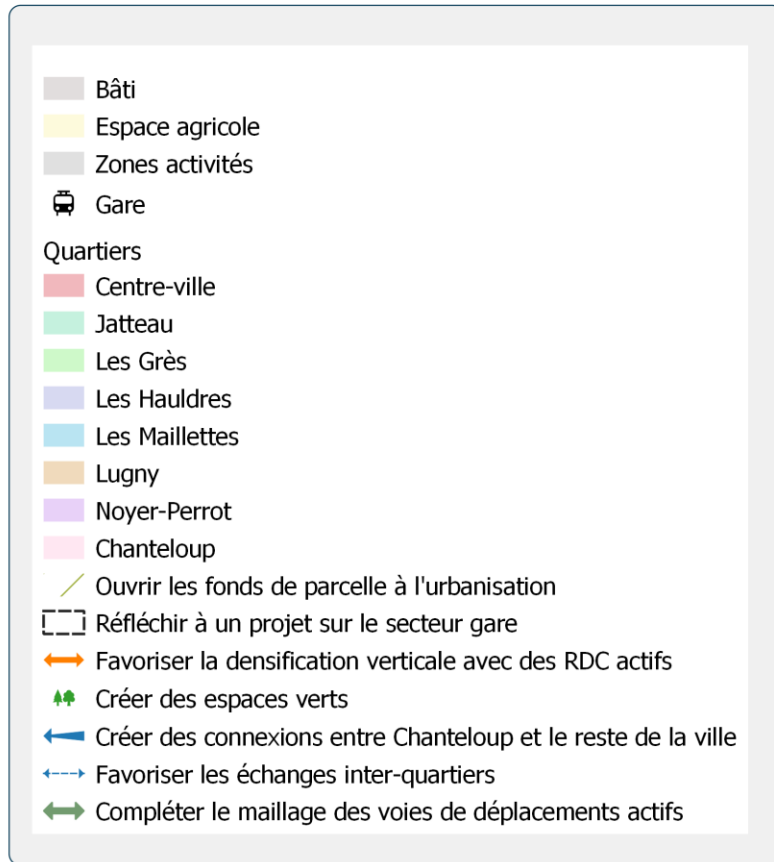 Bâti
Espace agricole
Zones activités
Gare
Quartiers
Centre-ville
Jatteau
Les Grès
Les Hauldres
Les Maillettes
Lugny
Noyer-Perrot
Chanteloup
Ouvrir les fonds de parcelle à l'urbanisation
Réfléchir à un projet sur le secteur gare
Favoriser la densification verticale avec des RDC actifs
Créer des espaces verts
Créer des connexions entre Chanteloup et le reste de la ville
Favoriser les échanges inter-quartiers
Compléter le maillage des voies de déplacements actifs